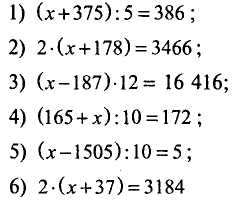 1) (x+375):5=386;
2) 2·(x+178)=3466;
3) (x−187)·12= 16 416;
4) (165+x):10=172;
5) (x−1505):10=5;
6) 2·(x+37)=3184